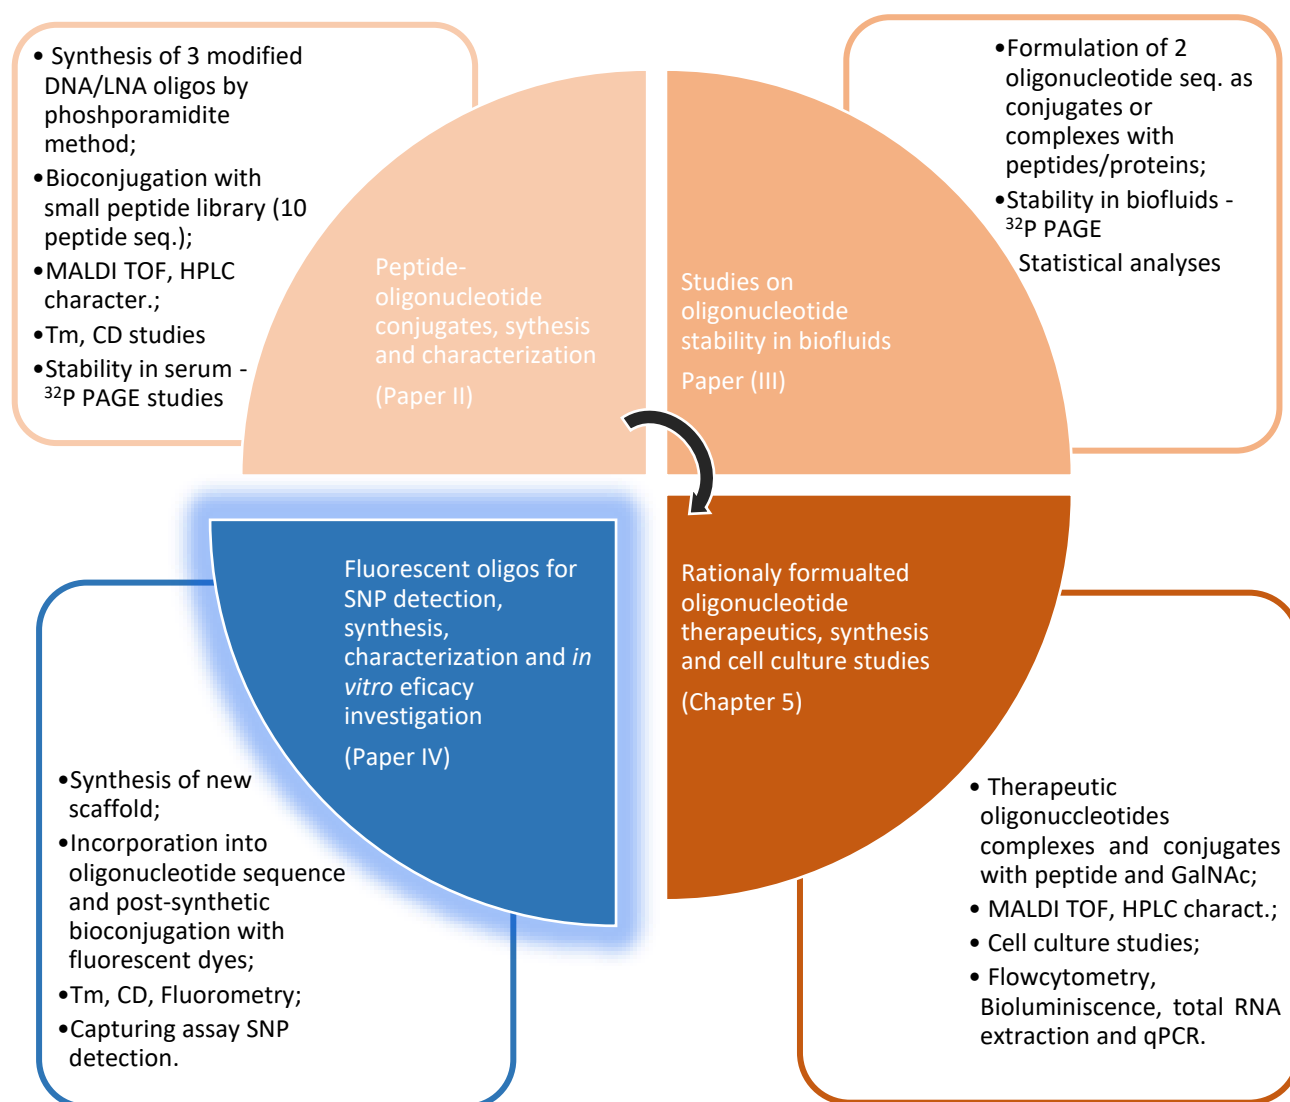 • Synthesis of 3 modified
DNA/LNA oligos by
phoshporamidite
method;
•Bioconjugation with
small peptide library (10
peptide seq.);
•MALDI TOF, HPLC
character.;
•Tm, CD studies
•Stability in serum -
³²P PAGE studies
Peptide-
oligonucleotide
conjugates, sythesis
and characterization
(Paper II)
•Formulation of 2
oligonucleotide seq. as
conjugates or
complexes with
peptides/proteins;
•Stability in biofluids -
³²P PAGE
Statistical analyses
Studies on
oligonucleotide
stability in biofluids
Paper (III)
Fluorescent oligos for
SNP detection,
synthesis,
characterization and in
vitro eficacy
investigation
(Paper IV)
•Synthesis of new
scaffold;
•Incorporation into
oligonucleotide sequence
and post-synthetic
bioconjugation with
fluorescent dyes;
•Tm, CD, Fluorometry;
•Capturing assay SNP
detection.
Rationaly formualted
oligonucleotide
therapeutics, synthesis
and cell culture studies
(Chapter 5)
• Therapeutic
oligonuccleotides
complexes and conjugates
with peptide and GalNAc;
• MALDI TOF, HPLC charact.;
• Cell culture studies;
• Flowcytometry,
Bioluminiscence, total RNA
extraction and qPCR.